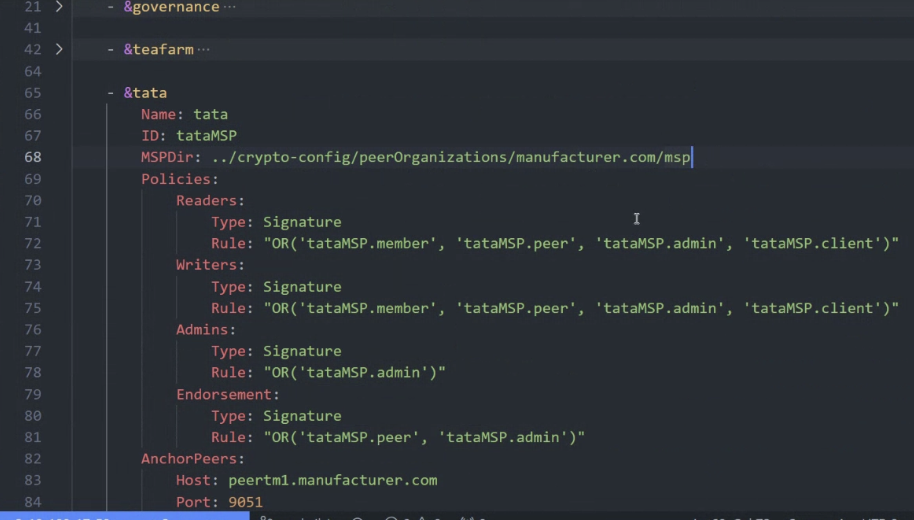 21 > - &governance ···
41
42 > - &teafarm ···
64
65 - &tata
66 Name: tata
67 ID: tataMSP
68 MSPDir: ../crypto-config/peerOrganizations/manufacturer.com/msp
69 Policies:
70 Readers:
71 Type: Signature
72 Rule: "OR('tataMSP.member', 'tataMSP.peer', 'tataMSP.admin', 'tataMSP.client')"
73 Writers:
74 Type: Signature
75 Rule: "OR('tataMSP.member', 'tataMSP.peer', 'tataMSP.admin', 'tataMSP.client')"
76 Admins:
77 Type: Signature
78 Rule: "OR('tataMSP.admin')"
79 Endorsement:
80 Type: Signature
81 Rule: "OR('tataMSP.peer', 'tataMSP.admin')"
82 AnchorPeers:
83 Host: peertm1.manufacturer.com
84 Port: 9051